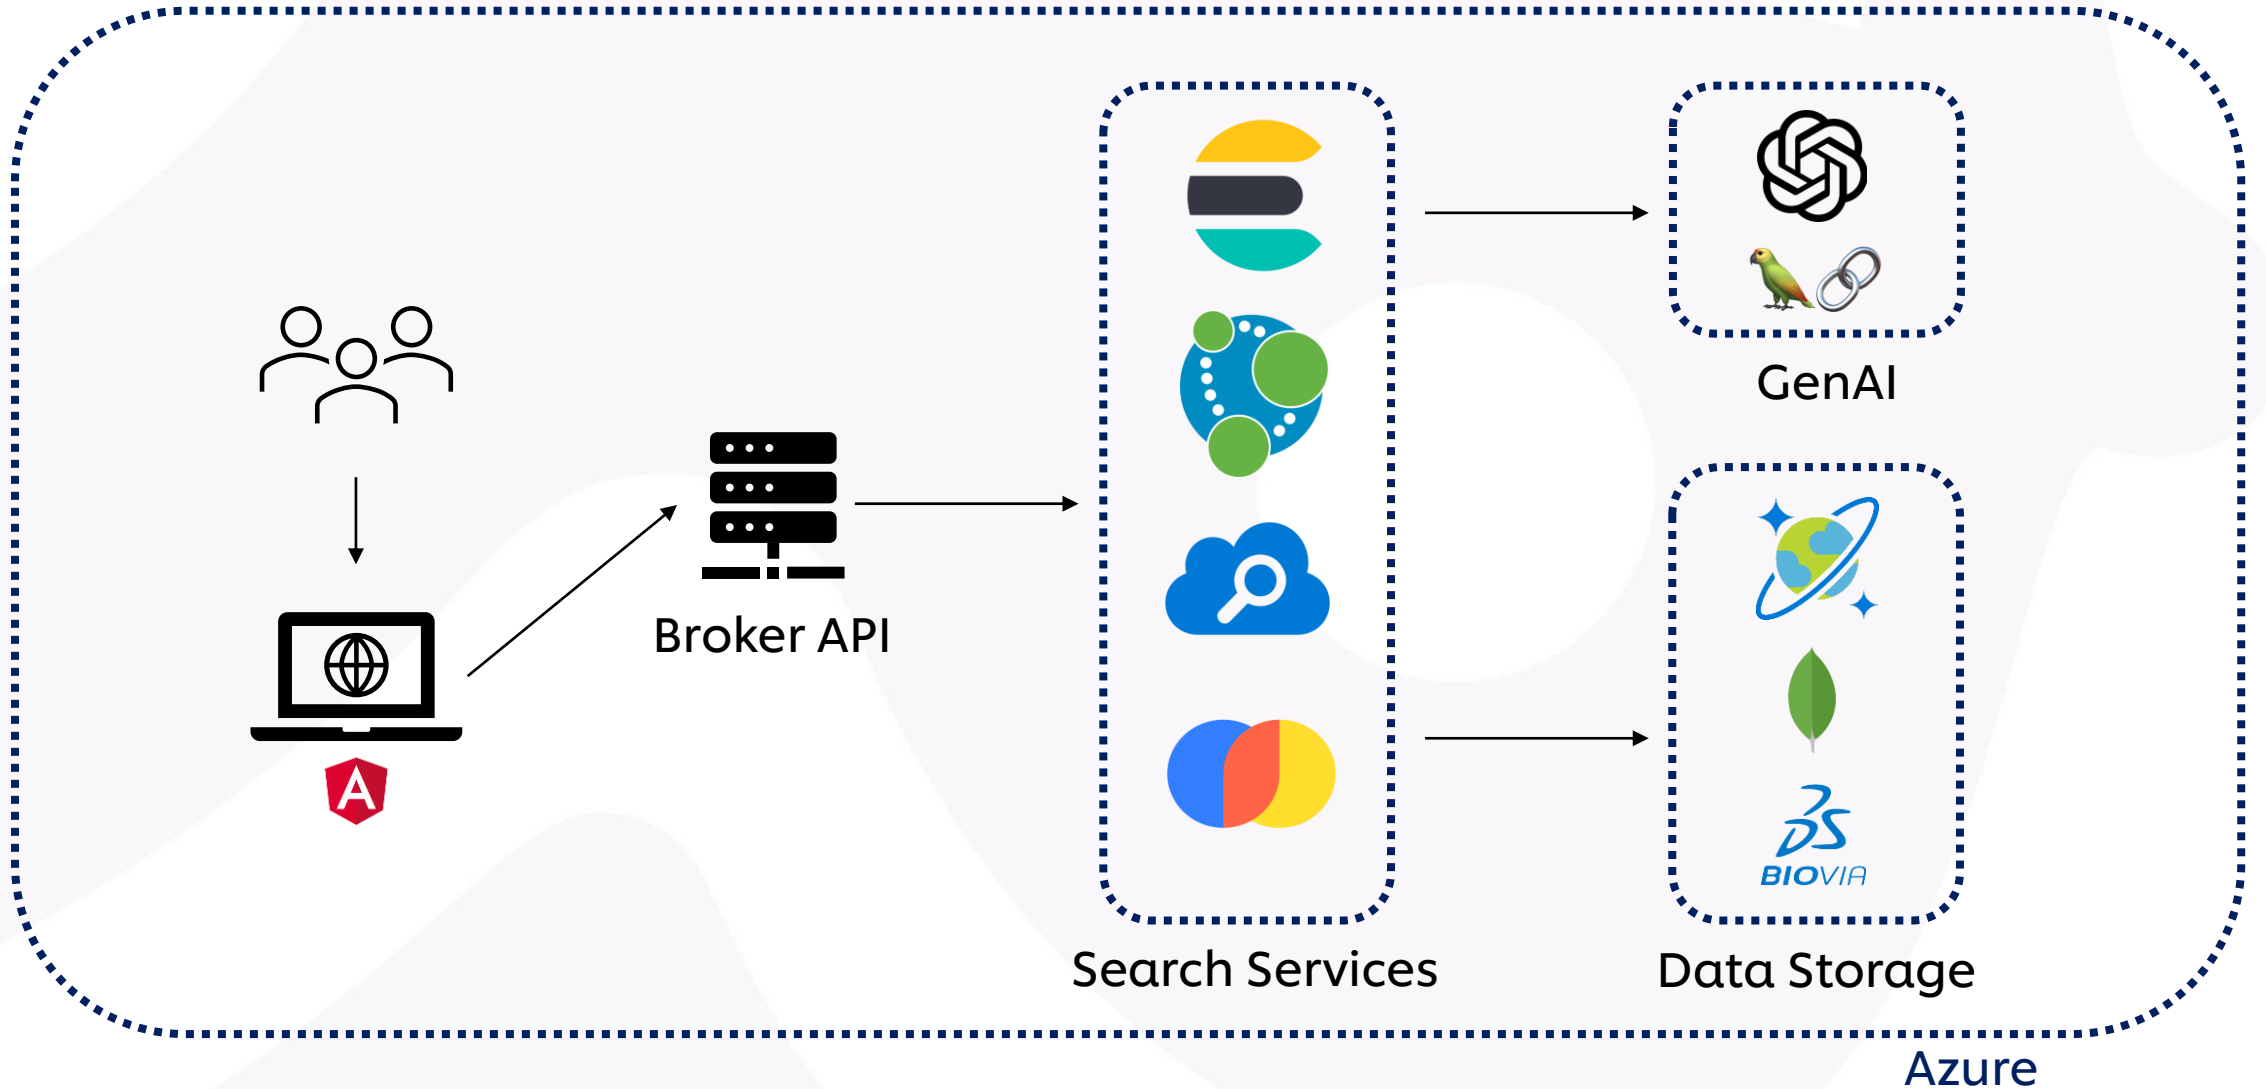 GenAI
Broker API
BIOVIA
Search Services
Data Storage
Azure